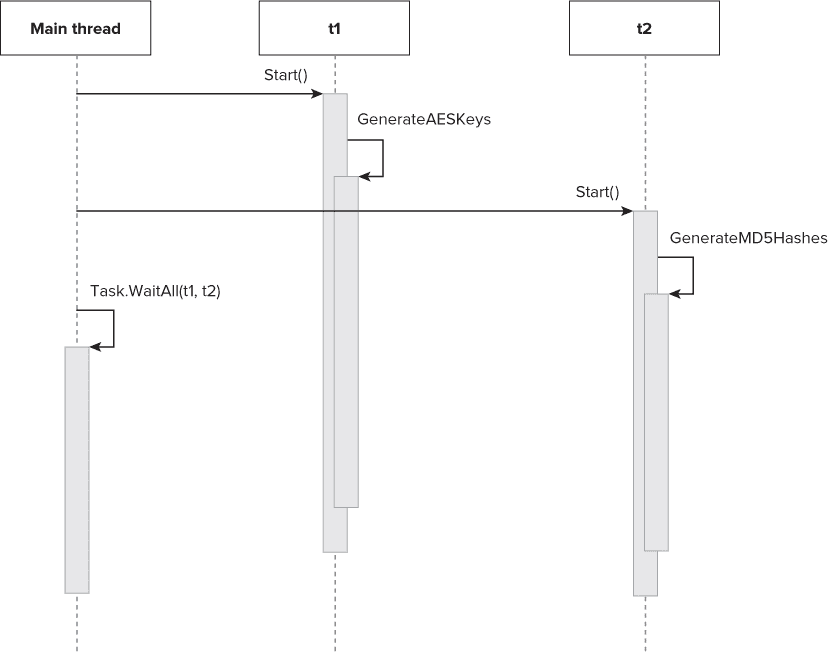 Main thread
t1
t2
Start()
GenerateAESKeys
Start()
GenerateMD5Hashes
Task.WaitAll(t1, t2)